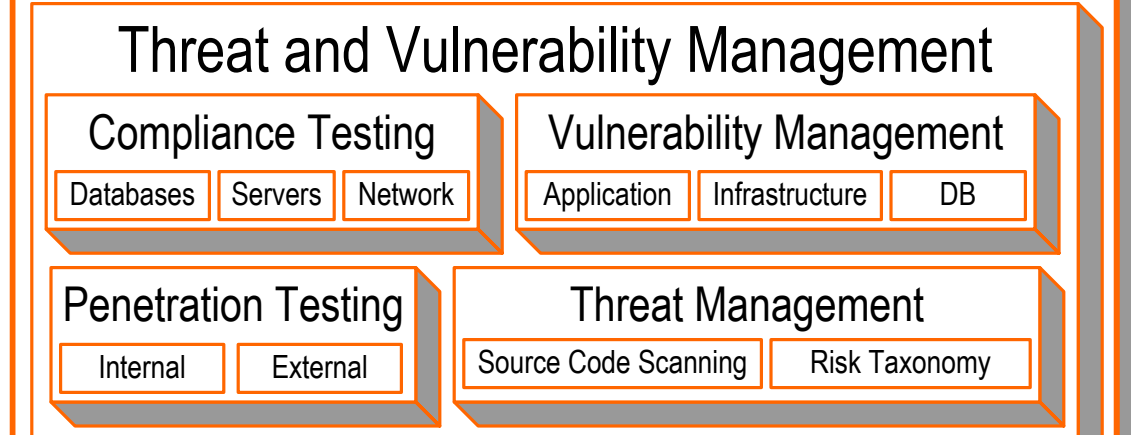 Threat and Vulnerability Management
Compliance Testing
Databases
Servers
Network
Vulnerability Management
Application
Infrastructure
DB
Penetration Testing
Internal
External
Threat Management
Source Code Scanning
Risk Taxonomy